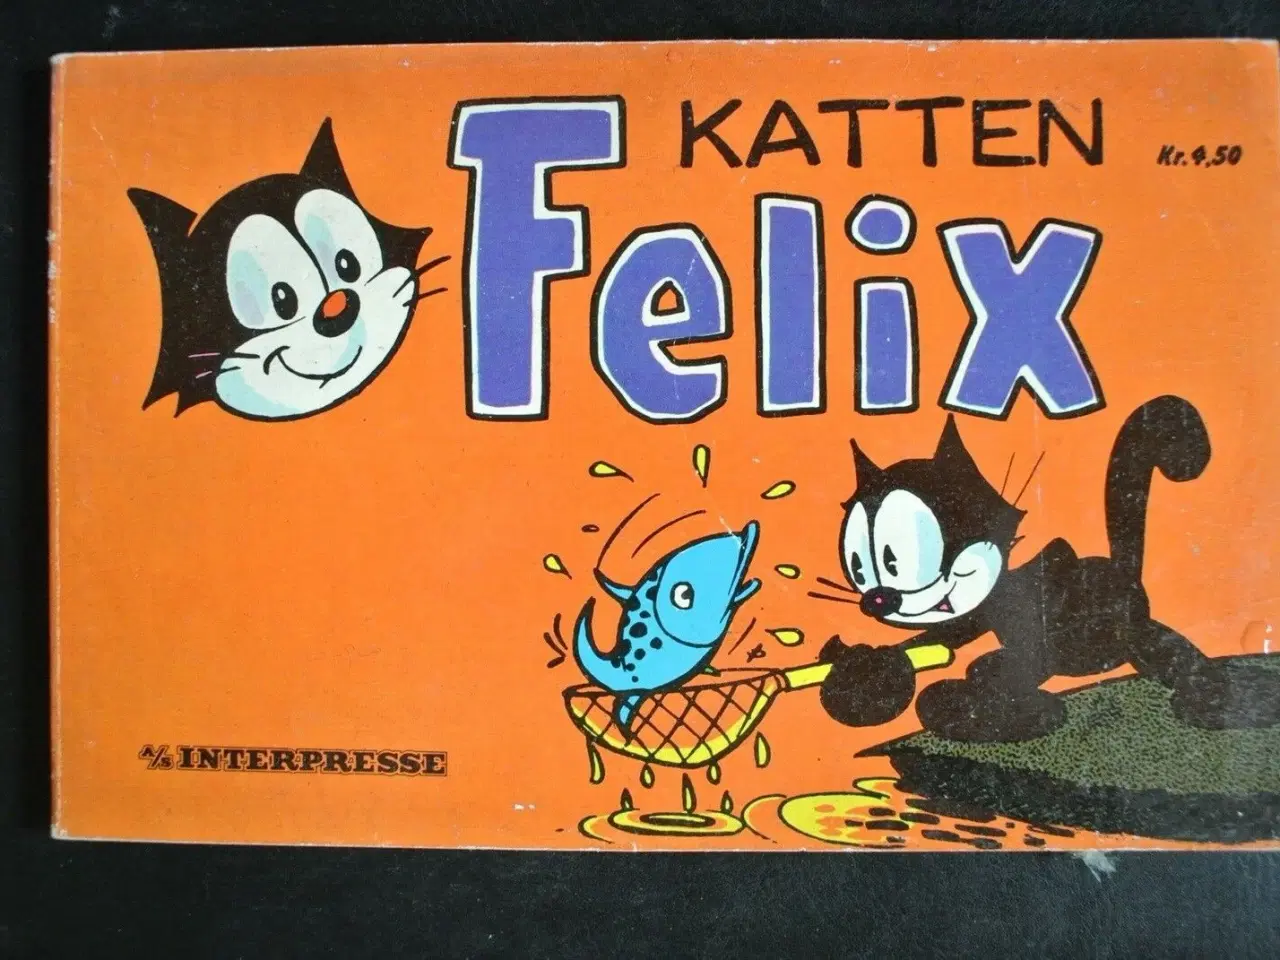 KATTEN
Felix
Kr. 4,50
A/S INTERPRESSE